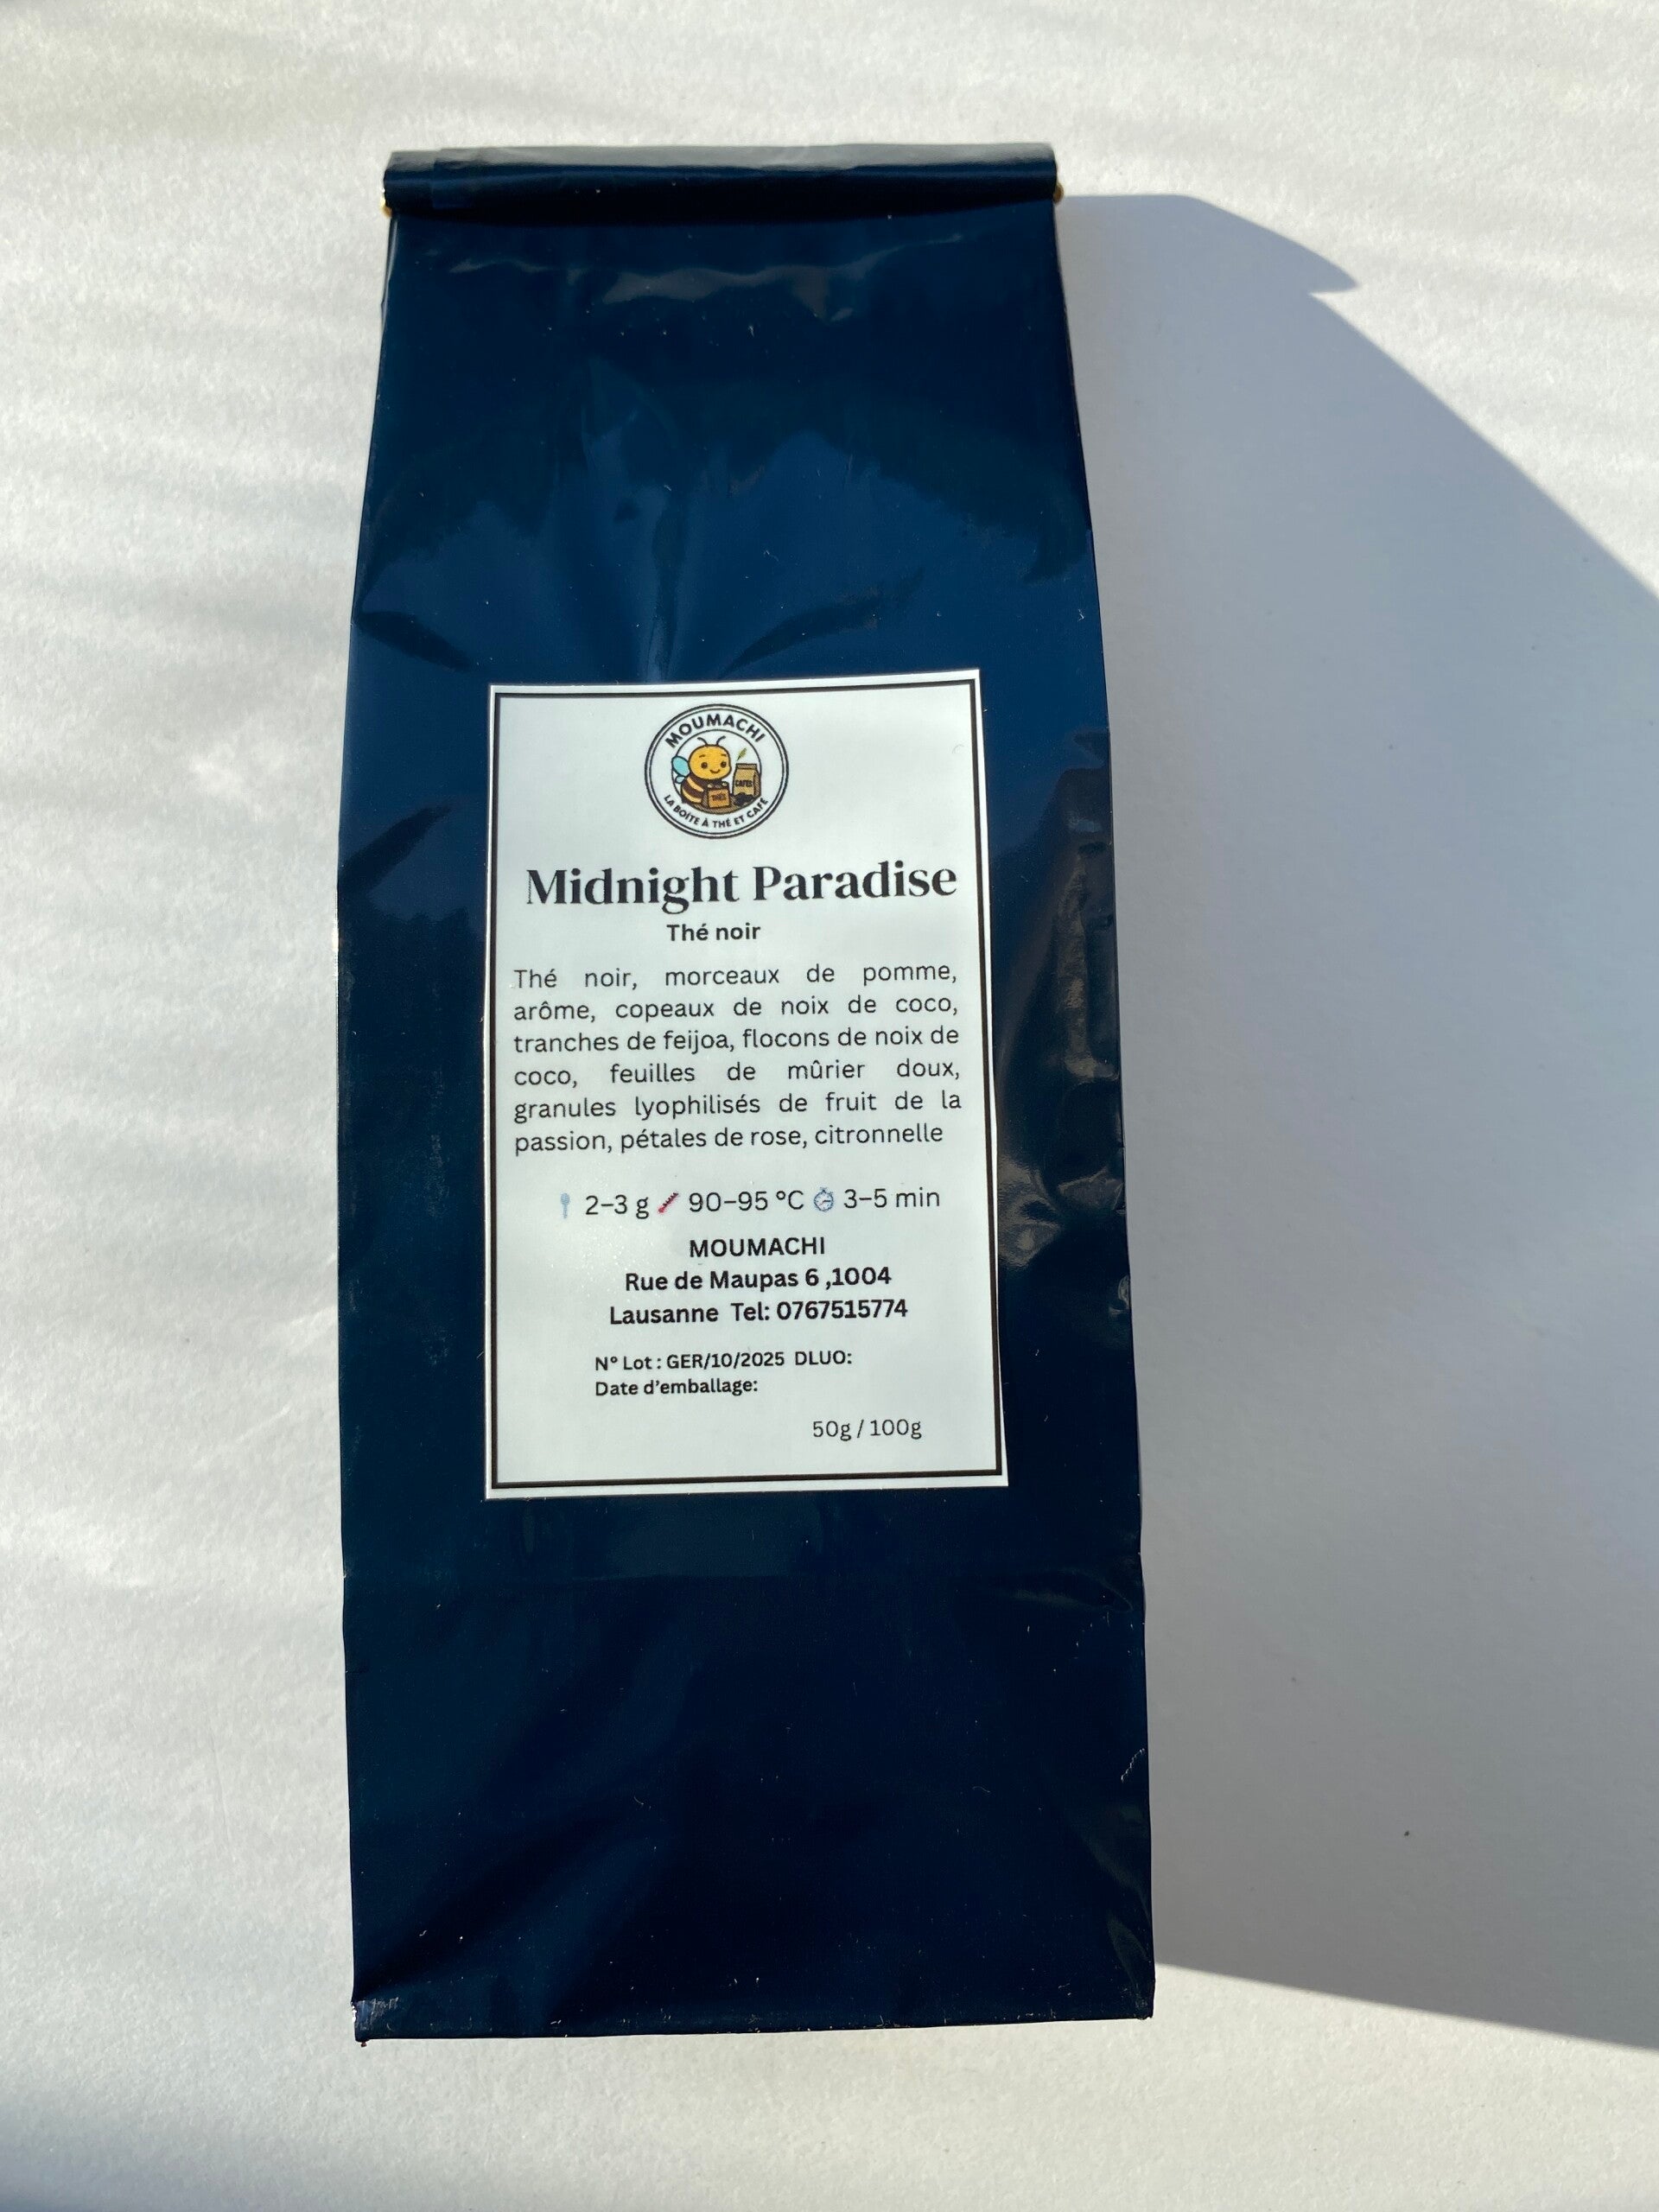 MOUMACHI
CAFÉS
THÉS
LA BOÎTE À THÉ ET CAFÉ
Midnight Paradise
Thé noir
Thé noir, morceaux de pomme,
arôme, copeaux de noix de coco,
tranches de feijoa, flocons de noix de
coco, feuilles de mûrier doux,
granules lyophilisés de fruit de la
passion, pétales de rose, citronnelle
2–3 g 90–95 °C 3–5 min
MOUMACHI
Rue de Maupas 6 ,1004
Lausanne Tel: 0767515774
N° Lot : GER/10/2025 DLUO:
Date d’emballage:
50g / 100g